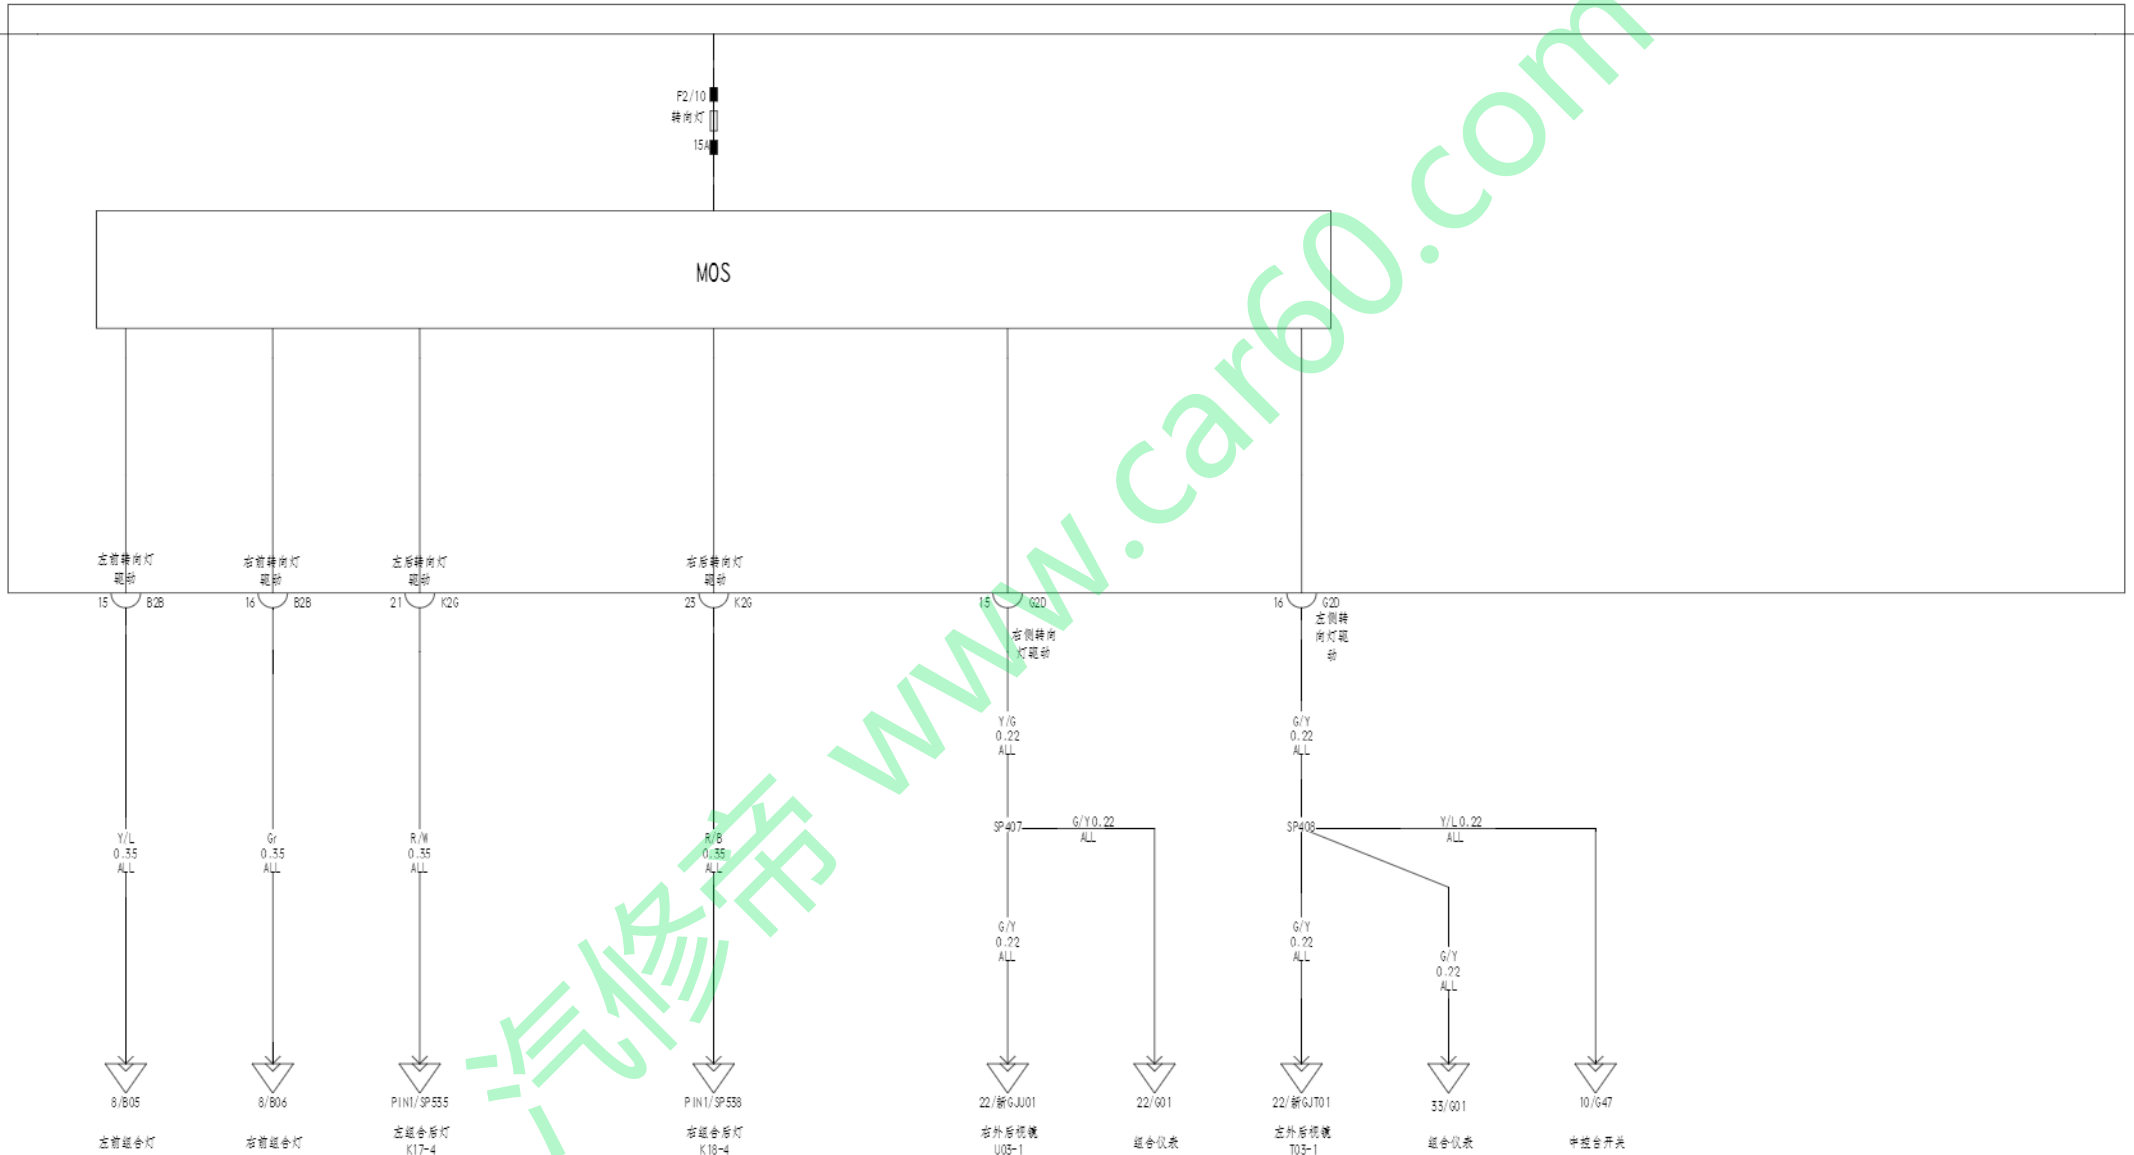 F2/10
转向灯
15A
MOS
左前转向灯
驱动
右前转向灯
驱动
左后转向灯
驱动
右后转向灯
驱动
15 B2B
16 B2B
21 K2G
23 K2G
15 G2D
16 G2D
右侧转向
灯驱动
左侧转
向灯驱
动
Y/G
0.22
ALL
G/Y
0.22
ALL
SP407
G/Y 0.22
ALL
SP408
Y/L 0.22
ALL
Y/L
0.35
ALL
Gr
0.35
ALL
R/W
0.35
ALL
R/B
0.35
ALL
G/Y
0.22
ALL
G/Y
0.22
ALL
G/Y
0.22
ALL
8/B05
左前组合灯
8/B06
右前组合灯
PIN1/SP535
左组合后灯
K17-4
PIN1/SP538
右组合后灯
K18-4
22/新GJU01
右外后视镜
U03-1
22/G01
组合仪表
22/新GJT01
左外后视镜
T03-1
33/G01
组合仪表
10/G47
中控台开关
汽修帝 www.car60.com